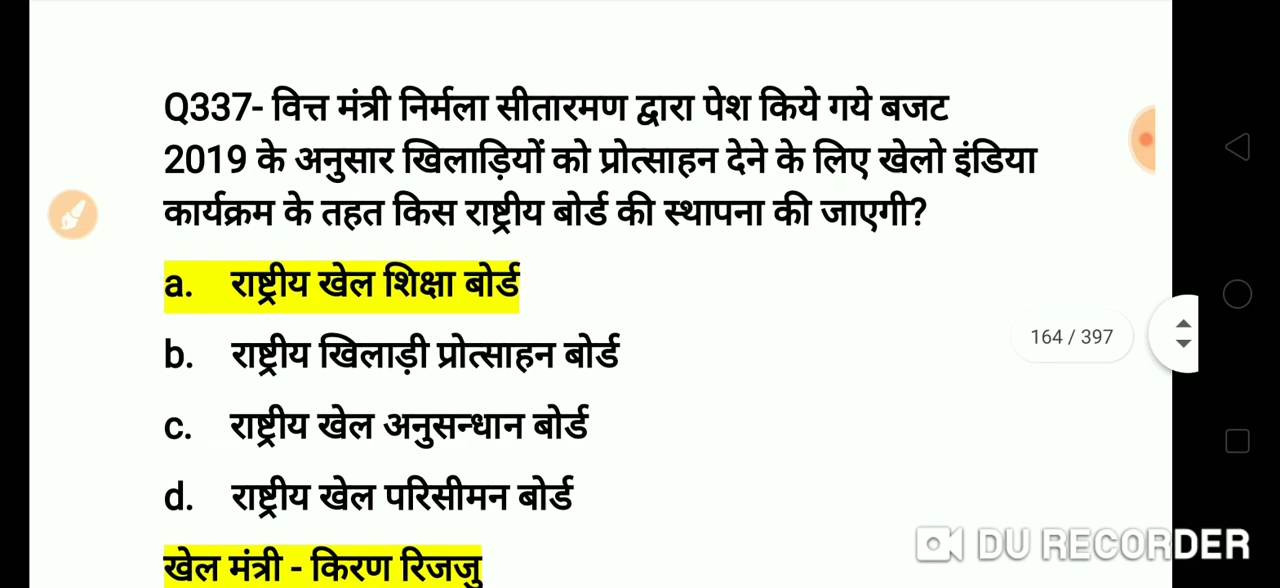 Q337- वित्त मंत्री निर्मला सीतारमण द्वारा पेश किये गये बजट
2019 के अनुसार खिलाड़ियों को प्रोत्साहन देने के लिए खेलो इंडिया
कार्यक्रम के तहत किस राष्ट्रीय बोर्ड की स्थापना की जाएगी?
a. राष्ट्रीय खेल शिक्षा बोर्ड
b. राष्ट्रीय खिलाड़ी प्रोत्साहन बोर्ड
164 / 397
c. राष्ट्रीय खेल अनुसन्धान बोर्ड
d. राष्ट्रीय खेल परिसीमन बोर्ड
खेल मंत्री - किरण रिजजु
DU RECORDER